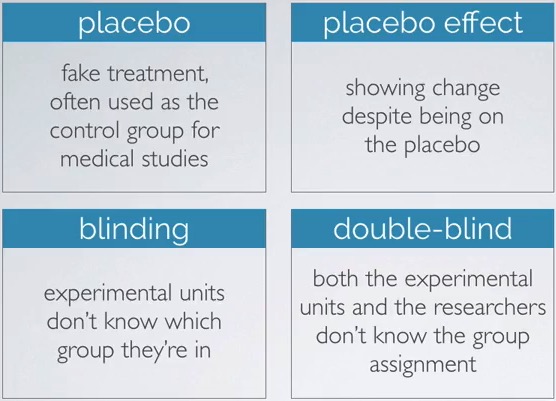 placebo
fake treatment,
often used as the
control group for
medical studies
placebo effect
showing change
despite being on
the placebo
blinding
experimental units
don't know which
group they're in
double-blind
both the experimental
units and the researchers
don't know the group
assignment